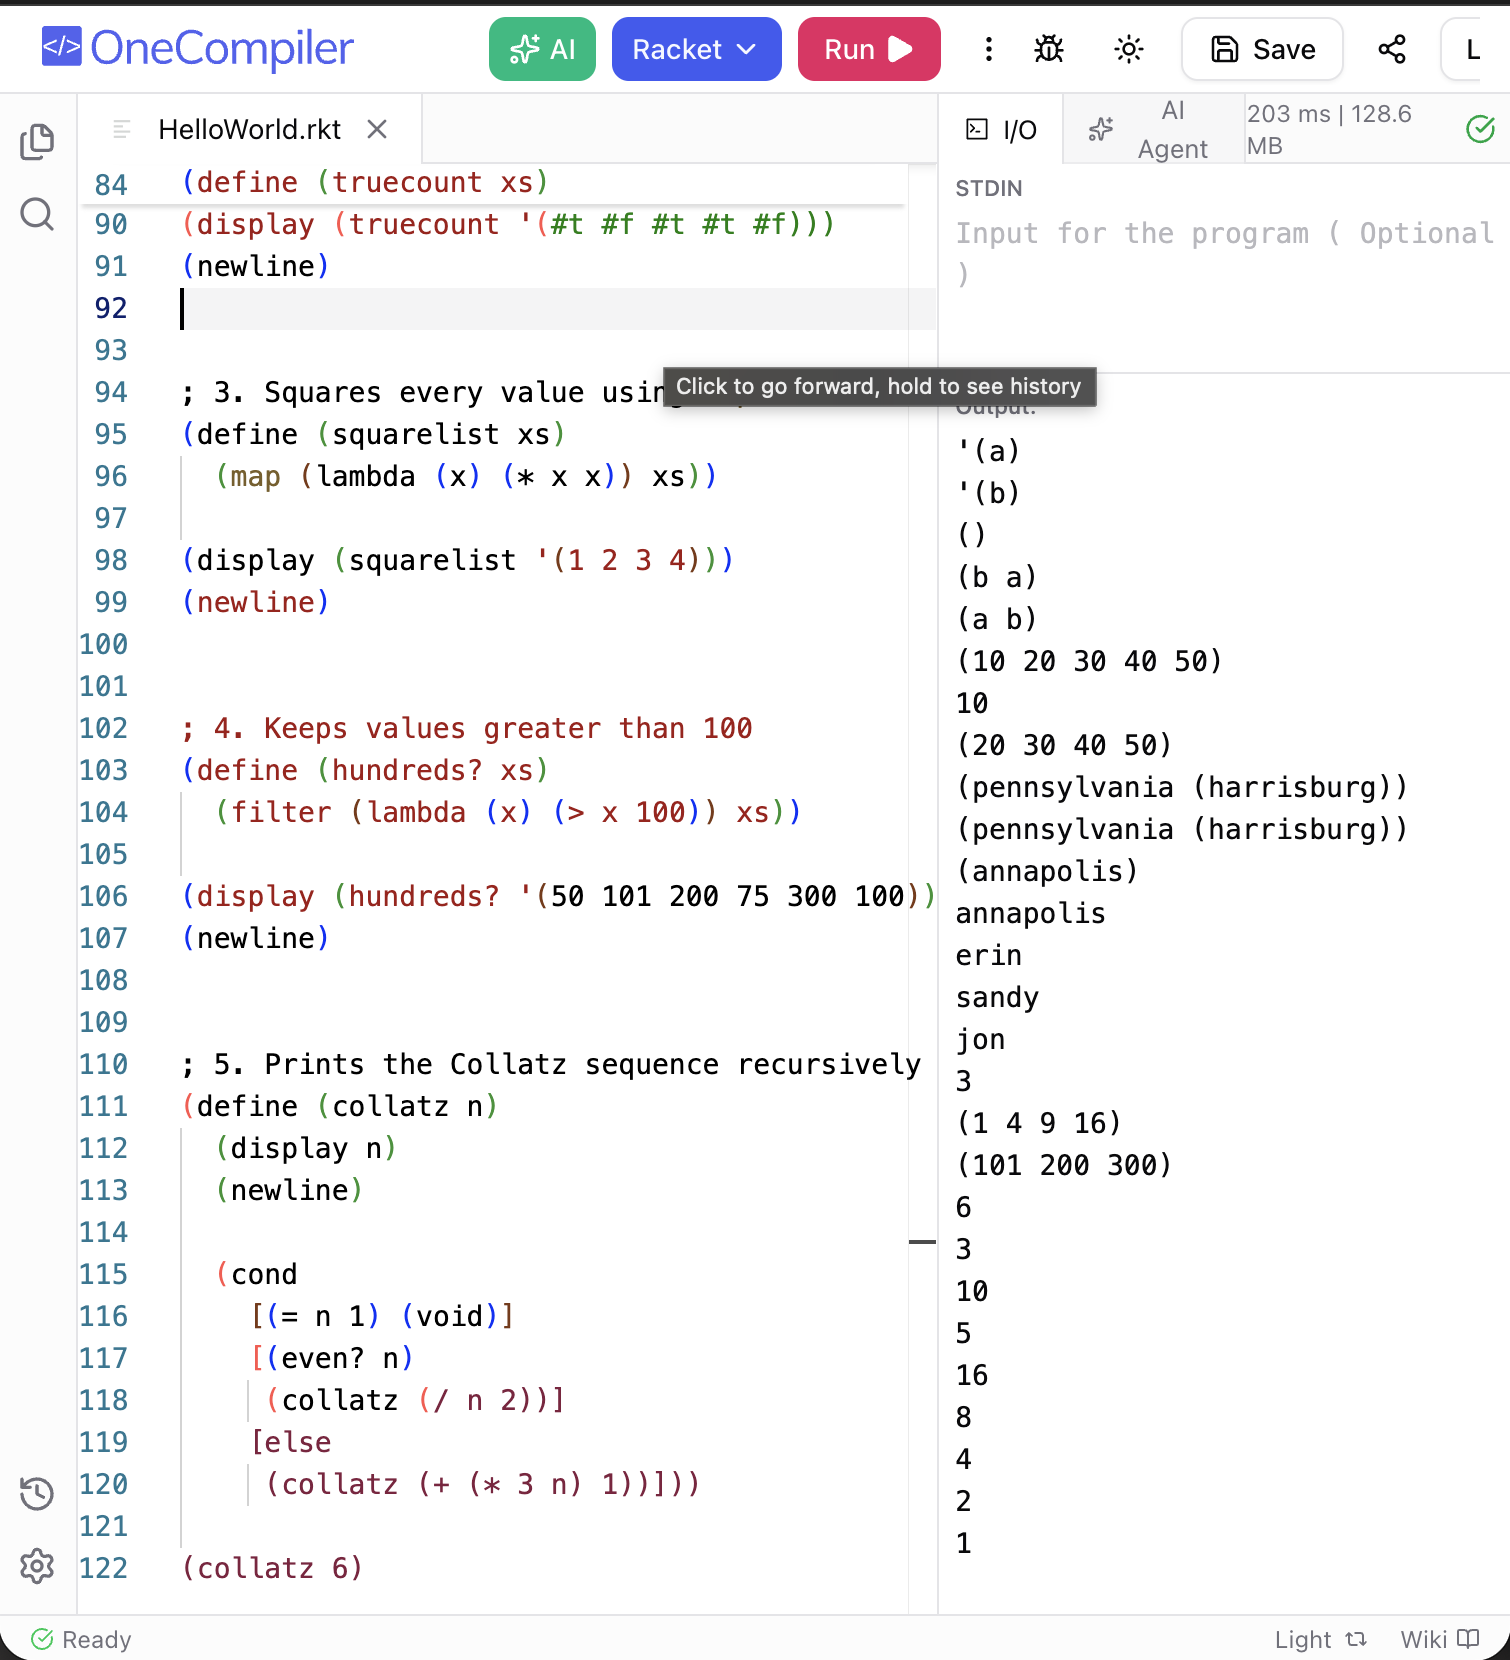 </> OneCompiler
AI
Racket
Run
Save
L
HelloWorld.rkt
I/O
AI Agent
203 ms | 128.6 MB
84 (define (truecount xs)
90 (display (truecount '(#t #f #t #t #f)))
91 (newline)
92
93
94 ; 3. Squares every value using
95 (define (squarelist xs)
96 (map (lambda (x) (* x x)) xs))
97
98 (display (squarelist '(1 2 3 4)))
99 (newline)
100
101
102 ; 4. Keeps values greater than 100
103 (define (hundreds? xs)
104 (filter (lambda (x) (> x 100)) xs))
105
106 (display (hundreds? '(50 101 200 75 300 100))
107 (newline)
108
109
110 ; 5. Prints the Collatz sequence recursively
111 (define (collatz n)
112 (display n)
113 (newline)
114
115 (cond
116 [(= n 1) (void)]
117 [(even? n)
118 (collatz (/ n 2))]
119 [else
120 (collatz (+ (* 3 n) 1))]))
121
122 (collatz 6)
STDIN
Input for the program ( Optional
)
Click to go forward, hold to see history
Output:
'(a)
'(b)
()
(b a)
(a b)
(10 20 30 40 50)
10
(20 30 40 50)
(pennsylvania (harrisburg))
(pennsylvania (harrisburg))
(annapolis)
annapolis
erin
sandy
jon
3
(1 4 9 16)
(101 200 300)
6
3
10
5
16
8
4
2
1
Ready
Light
Wiki